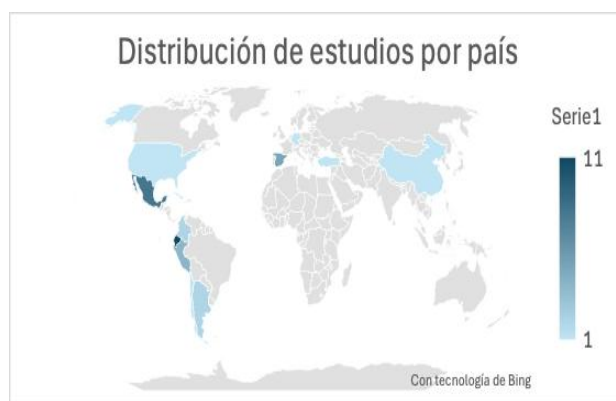 Distribución de estudios por país
Serie1
11
1
Con tecnología de Bing